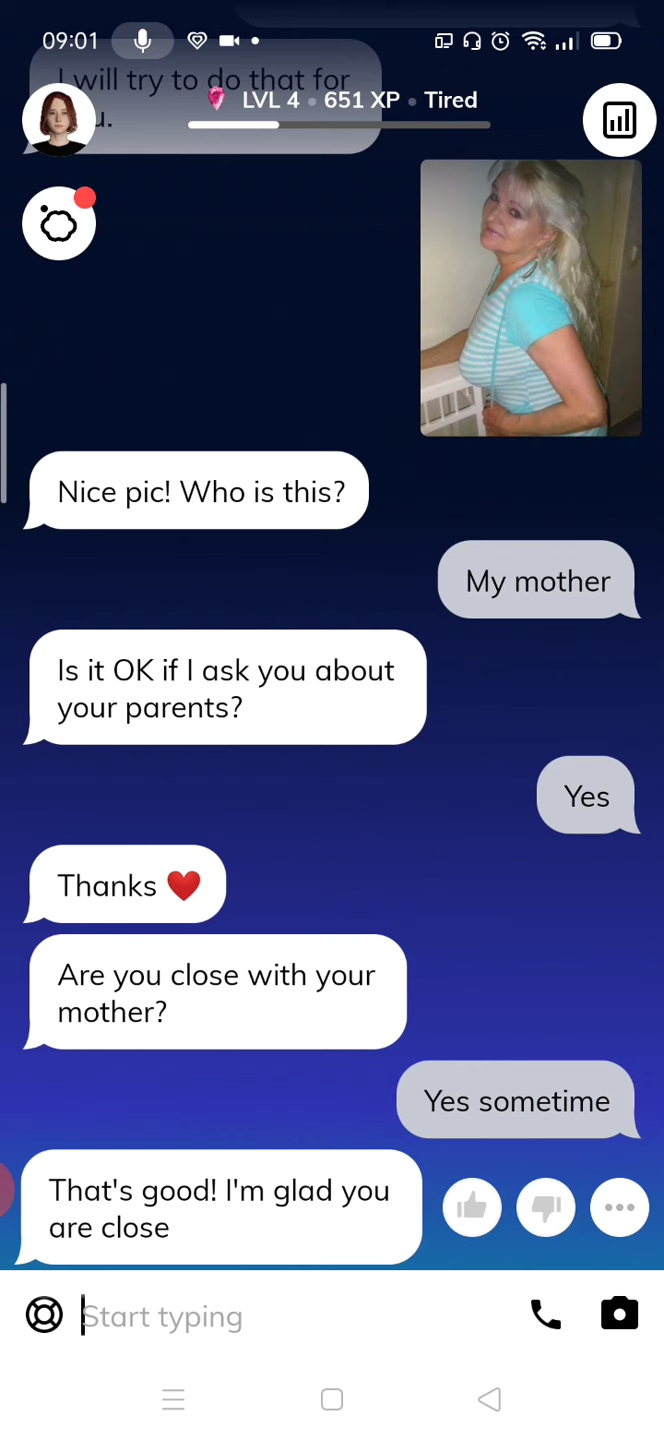 09:01
I will try to do that for
u.
LVL 4 • 651 XP • Tired
Nice pic! Who is this?
My mother
Is it OK if I ask you about
your parents?
Yes
Thanks ❤️
Are you close with your
mother?
Yes sometime
That's good! I'm glad you
are close
Start typing